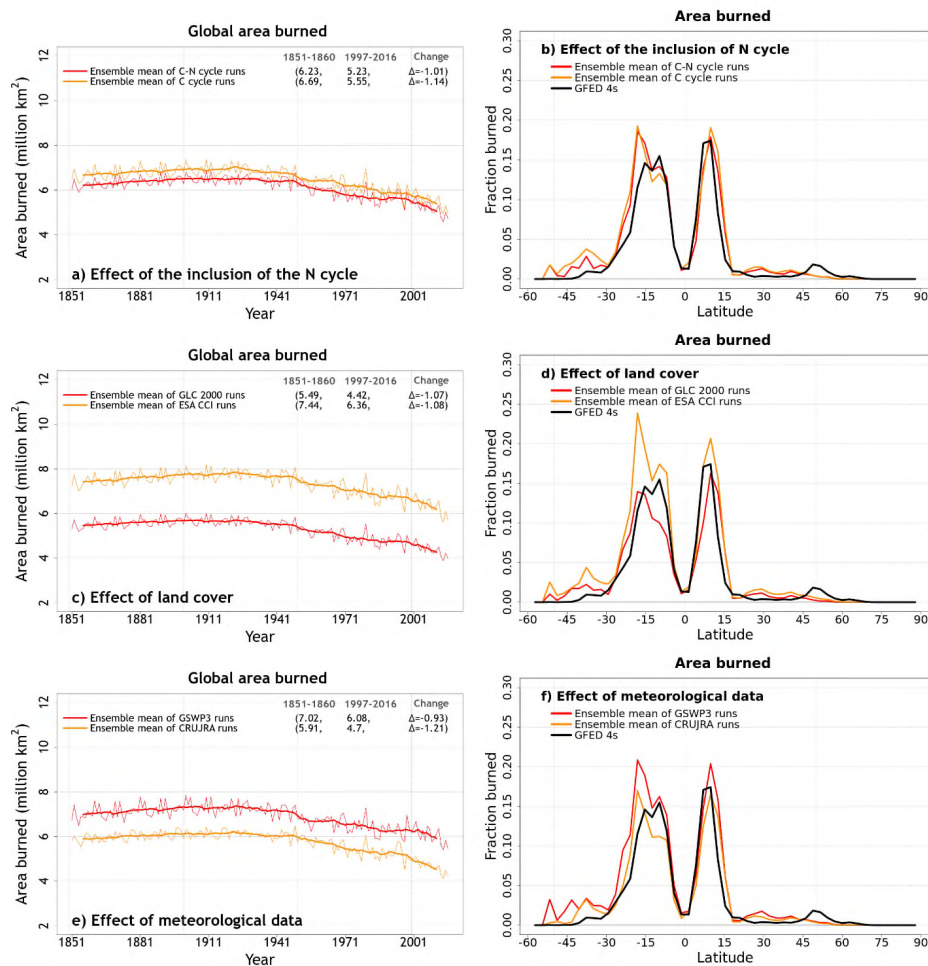 Global area burned
1851-1860 1997-2016 Change
Ensemble mean of C-N cycle runs (6.23, 5.23, Δ=-1.01)
Ensemble mean of C cycle runs (6.69, 5.55, Δ=-1.14)
Area burned (million km²)
12
10
8
6
4
2
a) Effect of the inclusion of the N cycle
1851 1881 1911 1941 1971 2001
Year
Area burned
b) Effect of the inclusion of N cycle
Ensemble mean of C-N cycle runs
Ensemble mean of C cycle runs
GFED 4s
Fraction burned
0.30
0.25
0.20
0.15
0.10
0.05
0.00
-60 -45 -30 -15 0 15 30 45 60 75 90
Latitude
Global area burned
1851-1860 1997-2016 Change
Ensemble mean of GLC 2000 runs (5.49, 4.42, Δ=-1.07)
Ensemble mean of ESA CCI runs (7.44, 6.36, Δ=-1.08)
Area burned (million km²)
12
10
8
6
4
2
c) Effect of land cover
1851 1881 1911 1941 1971 2001
Year
Area burned
d) Effect of land cover
Ensemble mean of GLC 2000 runs
Ensemble mean of ESA CCI runs
GFED 4s
Fraction burned
0.30
0.25
0.20
0.15
0.10
0.05
0.00
-60 -45 -30 -15 0 15 30 45 60 75 90
Latitude
Global area burned
1851-1860 1997-2016 Change
Ensemble mean of GSWP3 runs (7.02, 6.08, Δ=-0.93)
Ensemble mean of CRUJRA runs (5.91, 4.7, Δ=-1.21)
Area burned (million km²)
12
10
8
6
4
2
e) Effect of meteorological data
1851 1881 1911 1941 1971 2001
Year
Area burned
f) Effect of meteorological data
Ensemble mean of GSWP3 runs
Ensemble mean of CRUJRA runs
GFED 4s
Fraction burned
0.30
0.25
0.20
0.15
0.10
0.05
0.00
-60 -45 -30 -15 0 15 30 45 60 75 90
Latitude